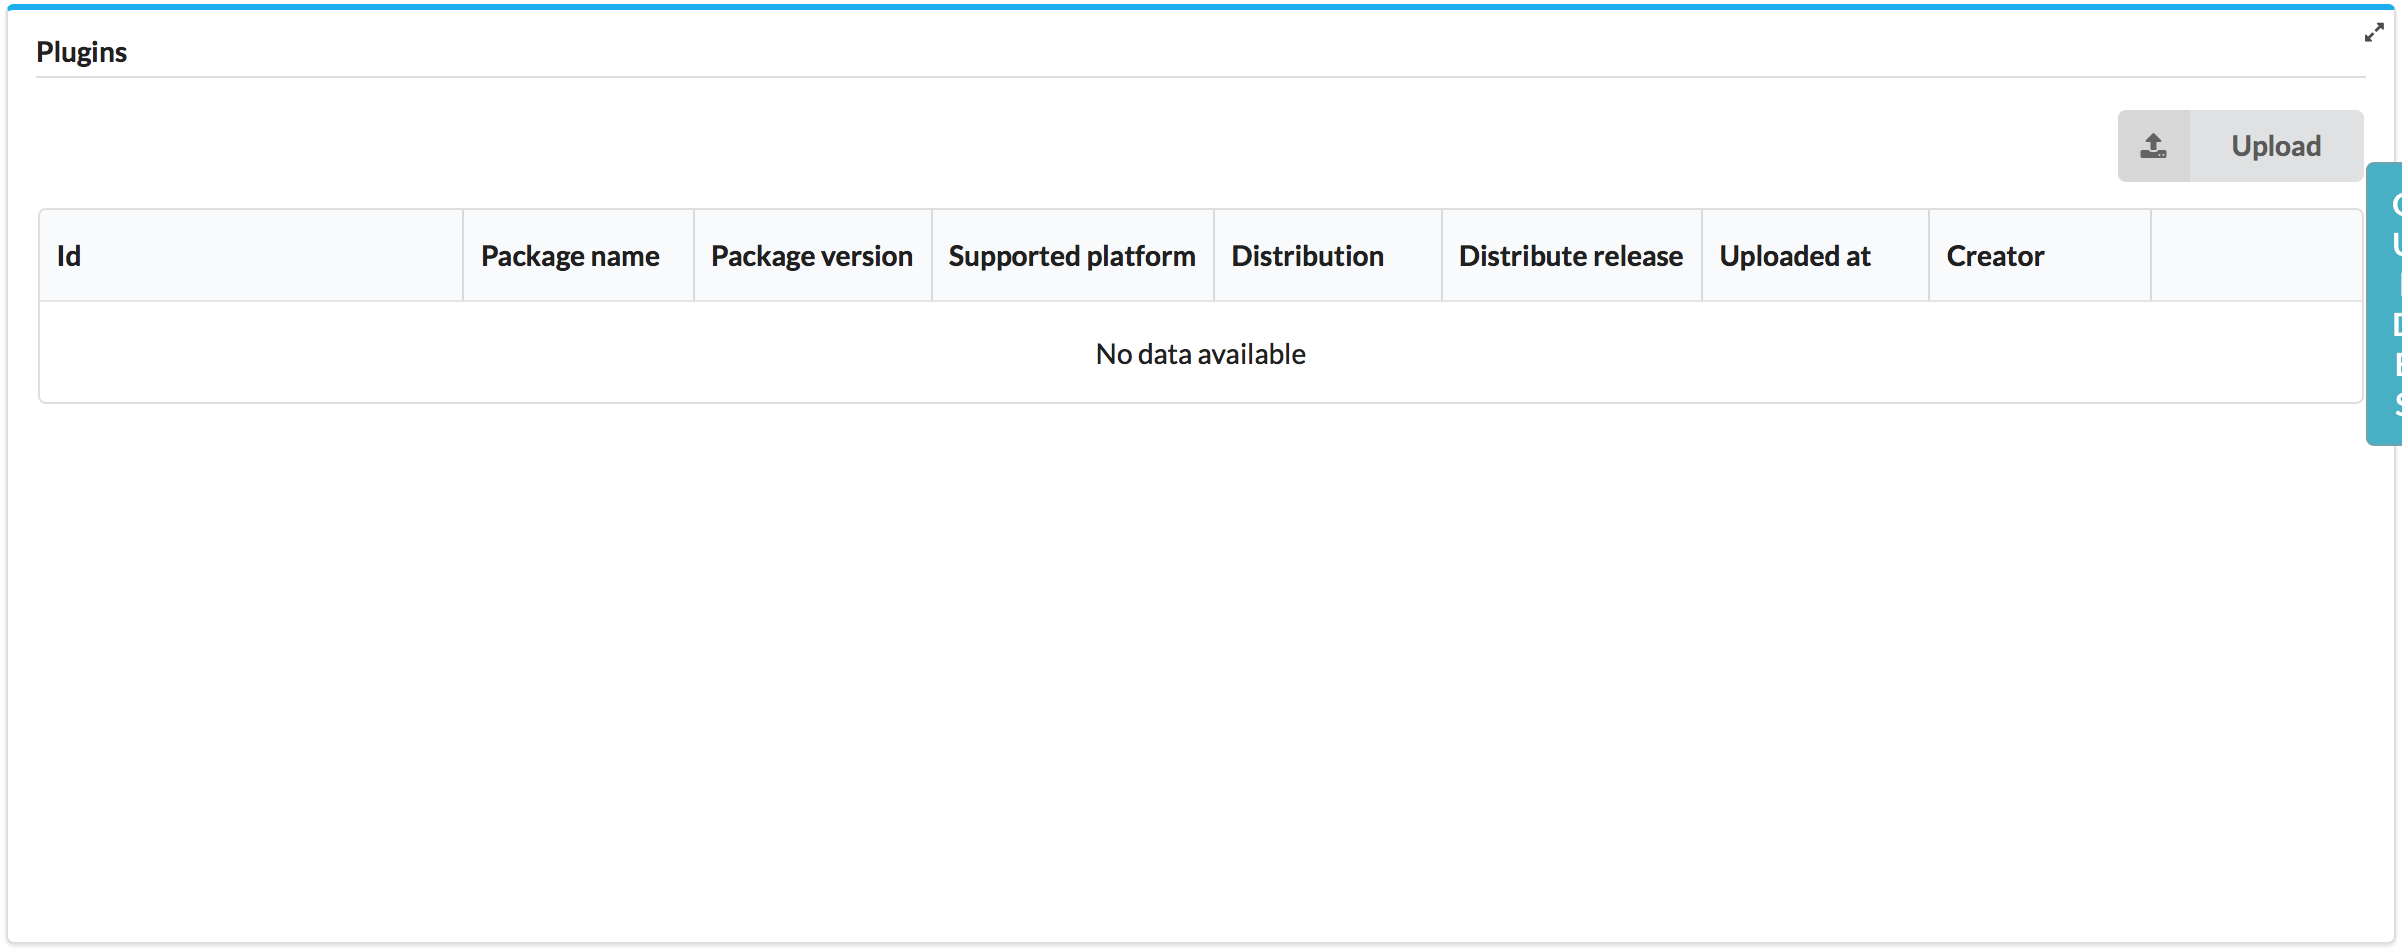 Plugins
Upload
Id Package name Package version Supported platform Distribution Distribute release Uploaded at Creator
No data available